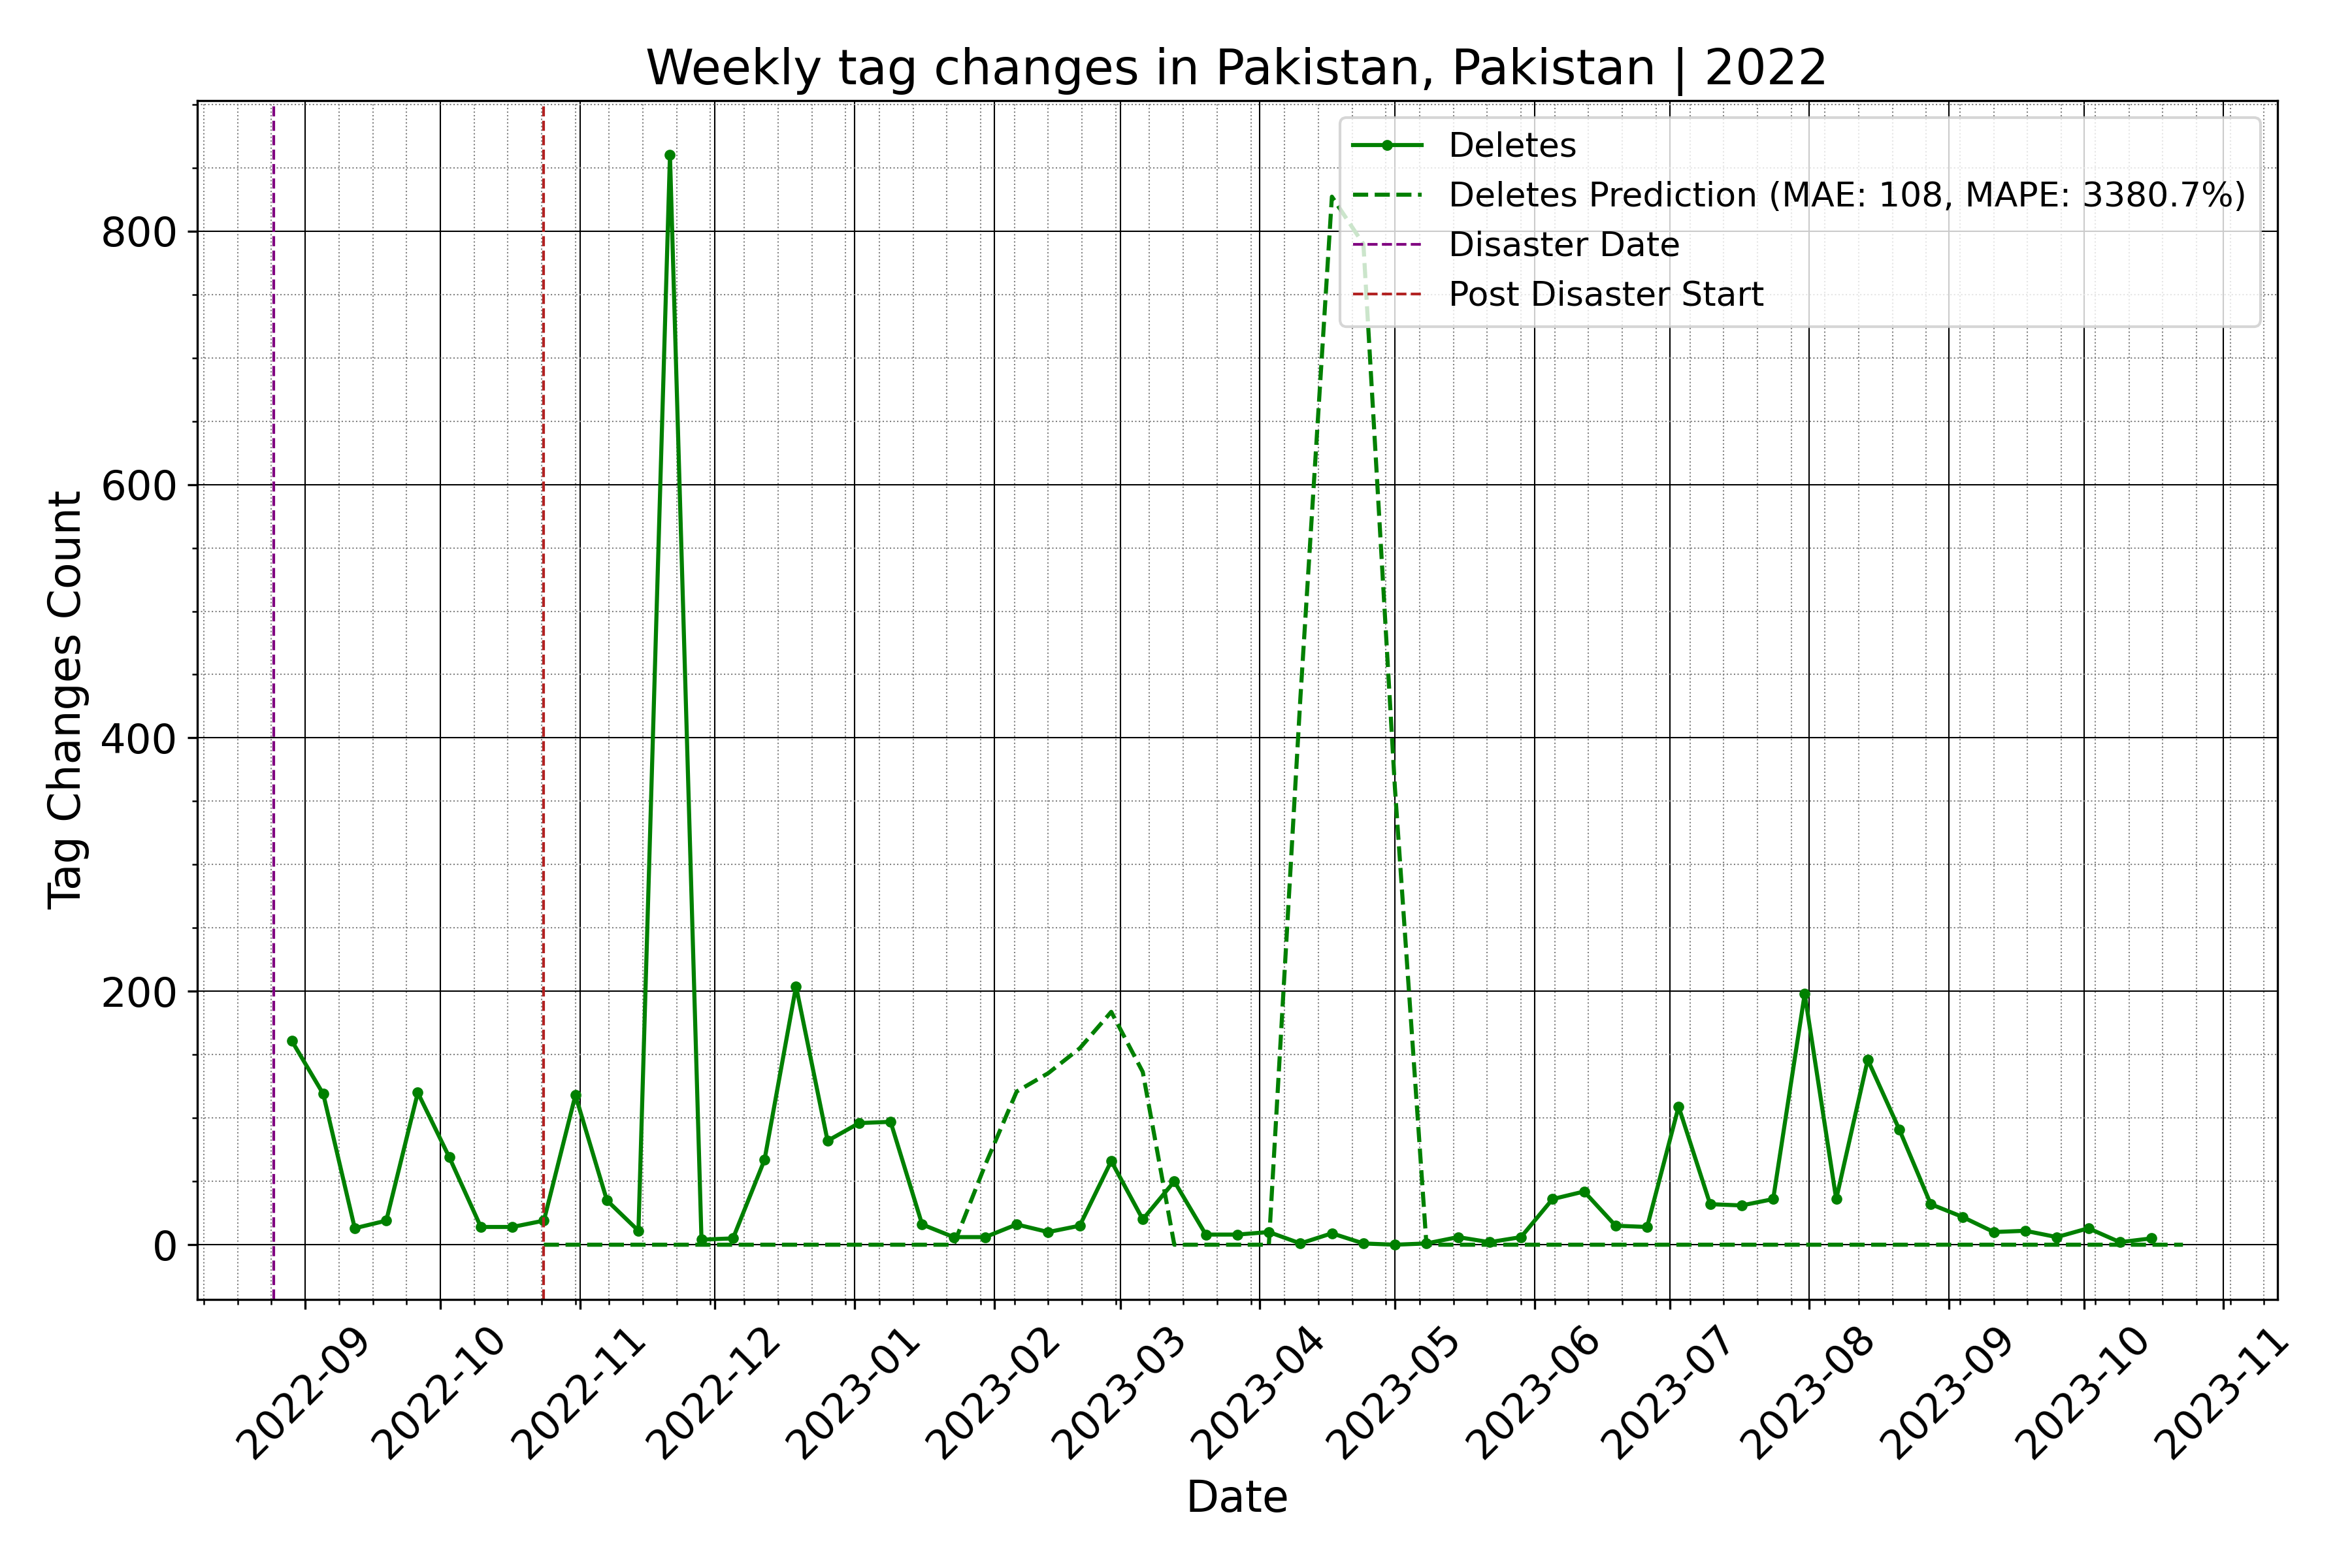 Weekly tag changes in Pakistan, Pakistan | 2022
Deletes
Deletes Prediction (MAE: 108, MAPE: 3380.7%)
Disaster Date
Post Disaster Start
Tag Changes Count
800
600
400
200
0
2022-09
2022-10
2022-11
2022-12
2023-01
2023-02
2023-03
2023-04
2023-05
2023-06
2023-07
2023-08
2023-09
2023-10
2023-11
Date